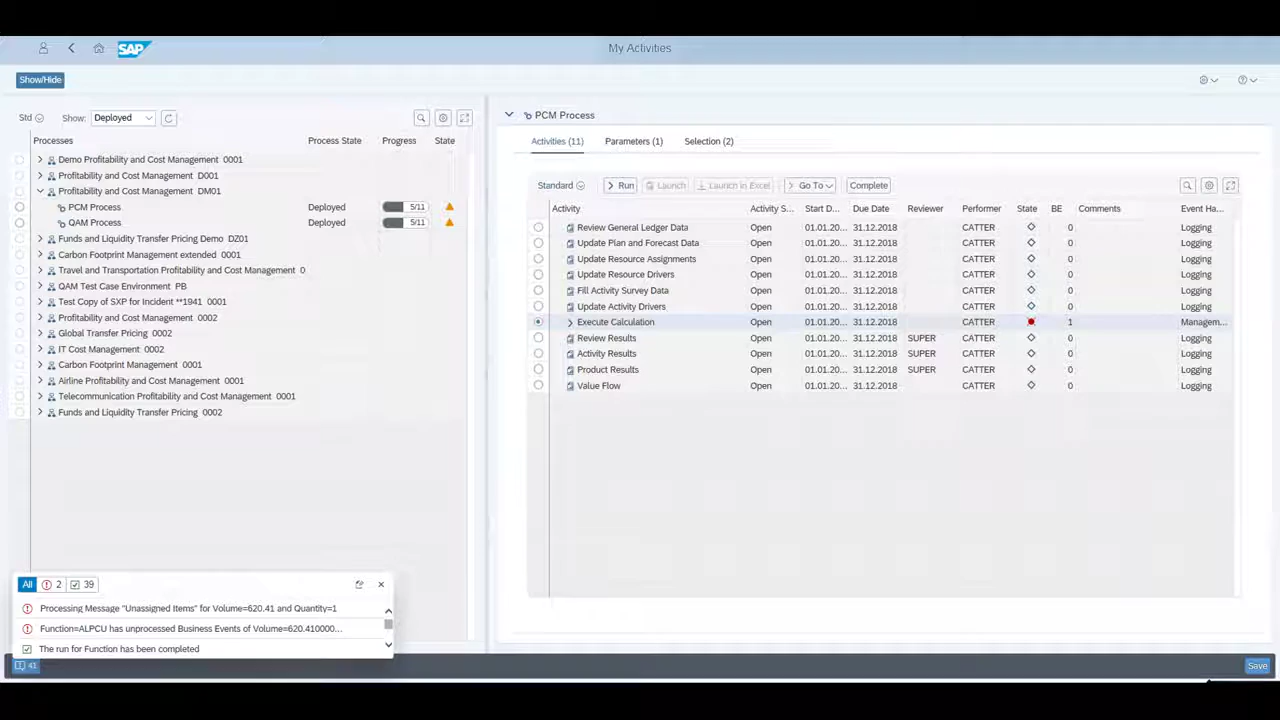 SAP
My Activities
Show/Hide
Std Show: Deployed
Processes Process State Progress State
Demo Profitability and Cost Management 0001
Profitability and Cost Management D001
Profitability and Cost Management DM01
PCM Process Deployed 5/11
QAM Process Deployed 5/11
Funds and Liquidity Transfer Pricing Demo DZ01
Carbon Footprint Management extended 0001
Travel and Transportation Profitability and Cost Management 0
QAM Test Case Environment PB
Test Copy of SXP for Incident **1941 0001
Profitability and Cost Management 0002
Global Transfer Pricing 0002
IT Cost Management 0002
Carbon Footprint Management 0001
Airline Profitability and Cost Management 0001
Telecommunication Profitability and Cost Management 0001
Funds and Liquidity Transfer Pricing 0002
All 2 39
Processing Message "Unassigned Items" for Volume=620.41 and Quantity=1
Function=ALPCU has unprocessed Business Events of Volume=620.410000...
The run for Function has been completed
41
PCM Process
Activities (11) Parameters (1) Selection (2)
Standard Run Launch Launch in Excel Go To Complete
Activity Activity S... Start D... Due Date Reviewer Performer State BE Comments Event Ha...
Review General Ledger Data Open 01.01.20... 31.12.2018 CATTER 0 Logging
Update Plan and Forecast Data Open 01.01.20... 31.12.2018 CATTER 0 Logging
Update Resource Assignments Open 01.01.20... 31.12.2018 CATTER 0 Logging
Update Resource Drivers Open 01.01.20... 31.12.2018 CATTER 0 Logging
Fill Activity Survey Data Open 01.01.20... 31.12.2018 CATTER 0 Logging
Update Activity Drivers Open 01.01.20... 31.12.2018 CATTER 0 Logging
Execute Calculation Open 01.01.20... 31.12.2018 CATTER 1 Managem...
Review Results Open 01.01.20... 31.12.2018 SUPER CATTER 0 Logging
Activity Results Open 01.01.20... 31.12.2018 SUPER CATTER 0 Logging
Product Results Open 01.01.20... 31.12.2018 SUPER CATTER 0 Logging
Value Flow Open 01.01.20... 31.12.2018 CATTER 0 Logging
Save